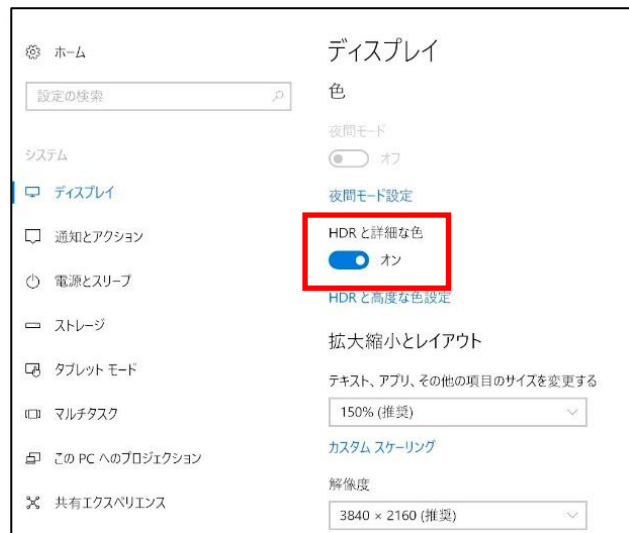 ホーム
設定の検索
システム
ディスプレイ
通知とアクション
電源とスリープ
ストレージ
タブレット モード
マルチタスク
この PC へのプロジェクション
共有エクスペリエンス
ディスプレイ
色
夜間モード
オフ
夜間モード設定
HDR と詳細な色
オン
HDR と高度な色設定
拡大縮小とレイアウト
テキスト、アプリ、その他の項目のサイズを変更する
150% (推奨)
カスタム スケーリング
解像度
3840 × 2160 (推奨)